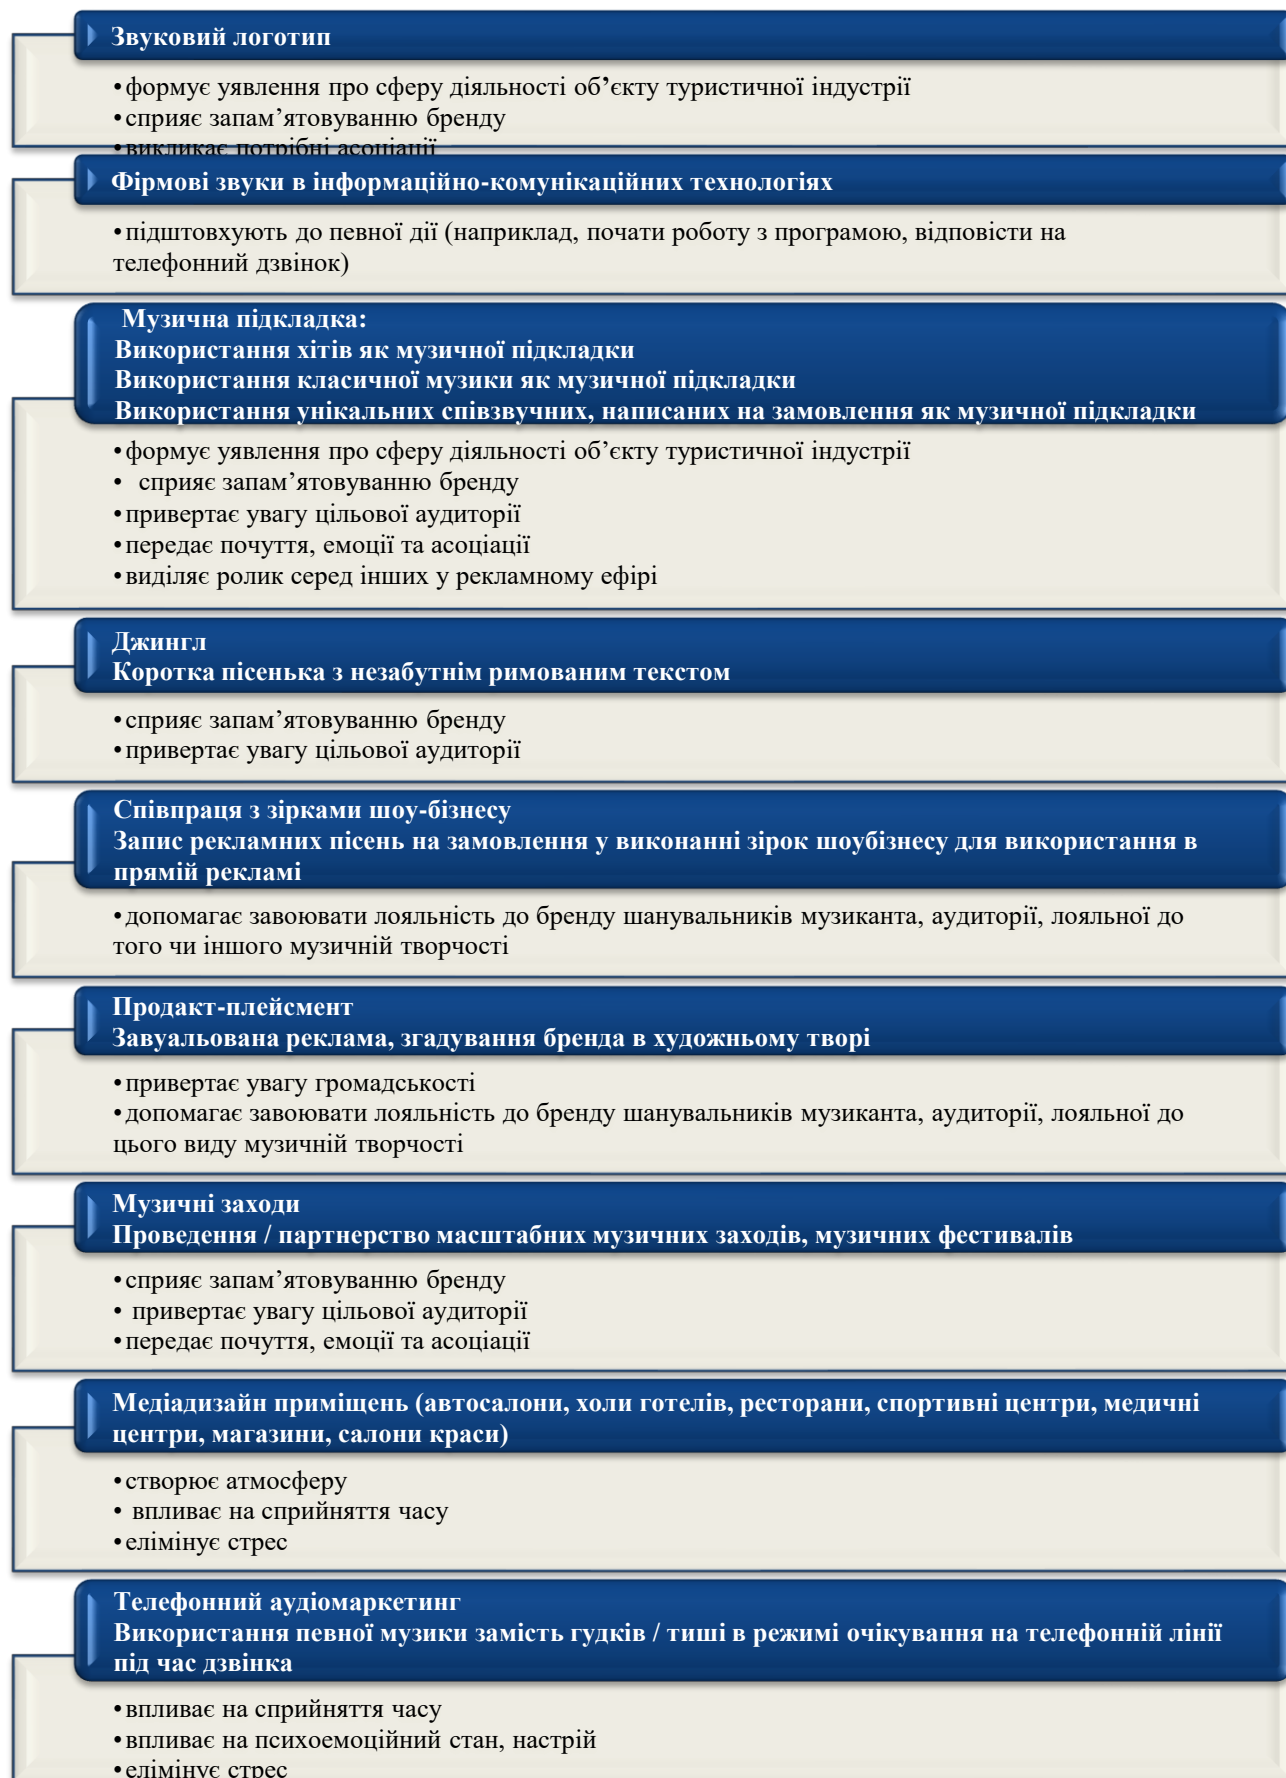 Звуковий логотип
•формує уявлення про сферу діяльності об’єкту туристичної індустрії
•сприяє запам’ятовуванню бренду
•викликає потрібні асоціації
Фірмові звуки в інформаційно-комунікаційних технологіях
•підштовхують до певної дії (наприклад, почати роботу з програмою, відповісти на
телефонний дзвінок)
Музична підкладка:
Використання хітів як музичної підкладки
Використання класичної музики як музичної підкладки
Використання унікальних співзвучних, написаних на замовлення як музичної підкладки
•формує уявлення про сферу діяльності об’єкту туристичної індустрії
• сприяє запам’ятовуванню бренду
•привертає увагу цільової аудиторії
•передає почуття, емоції та асоціації
•виділяє ролик серед інших у рекламному ефірі
Джингл
Коротка пісенька з незабутнім римованим текстом
•сприяє запам’ятовуванню бренду
•привертає увагу цільової аудиторії
Співпраця з зірками шоу-бізнесу
Запис рекламних пісень на замовлення у виконанні зірок шоубізнесу для використання в
прямій рекламі
•допомагає завоювати лояльність до бренду шанувальників музиканта, аудиторії, лояльної до
того чи іншого музичній творчості
Продакт-плейсмент
Завуальована реклама, згадування бренда в художньому творі
•привертає увагу громадськості
•допомагає завоювати лояльність до бренду шанувальників музиканта, аудиторії, лояльної до
цього виду музичній творчості
Музичні заходи
Проведення / партнерство масштабних музичних заходів, музичних фестивалів
•сприяє запам’ятовуванню бренду
• привертає увагу цільової аудиторії
•передає почуття, емоції та асоціації
Медіадизайн приміщень (автосалони, холи готелів, ресторани, спортивні центри, медичні
центри, магазини, салони краси)
•створює атмосферу
• впливає на сприйняття часу
•елімінує стрес
Телефонний аудіомаркетинг
Використання певної музики замість гудків / тиші в режимі очікування на телефонній лінії
під час дзвінка
•впливає на сприйняття часу
•впливає на психоемоційний стан, настрій
•елімінує стрес